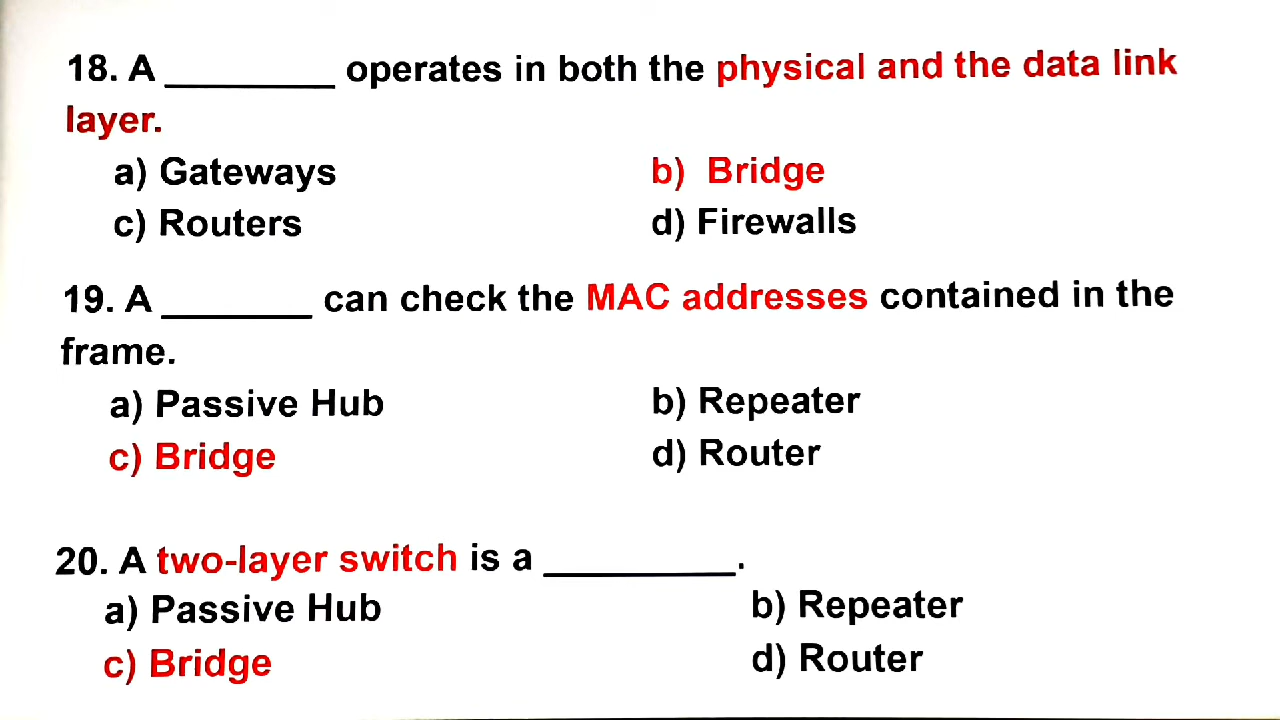 18. A ________ operates in both the physical and the data link
layer.
a) Gateways b) Bridge
c) Routers d) Firewalls
19. A _______ can check the MAC addresses contained in the
frame.
a) Passive Hub b) Repeater
c) Bridge d) Router
20. A two-layer switch is a _________.
a) Passive Hub b) Repeater
c) Bridge d) Router